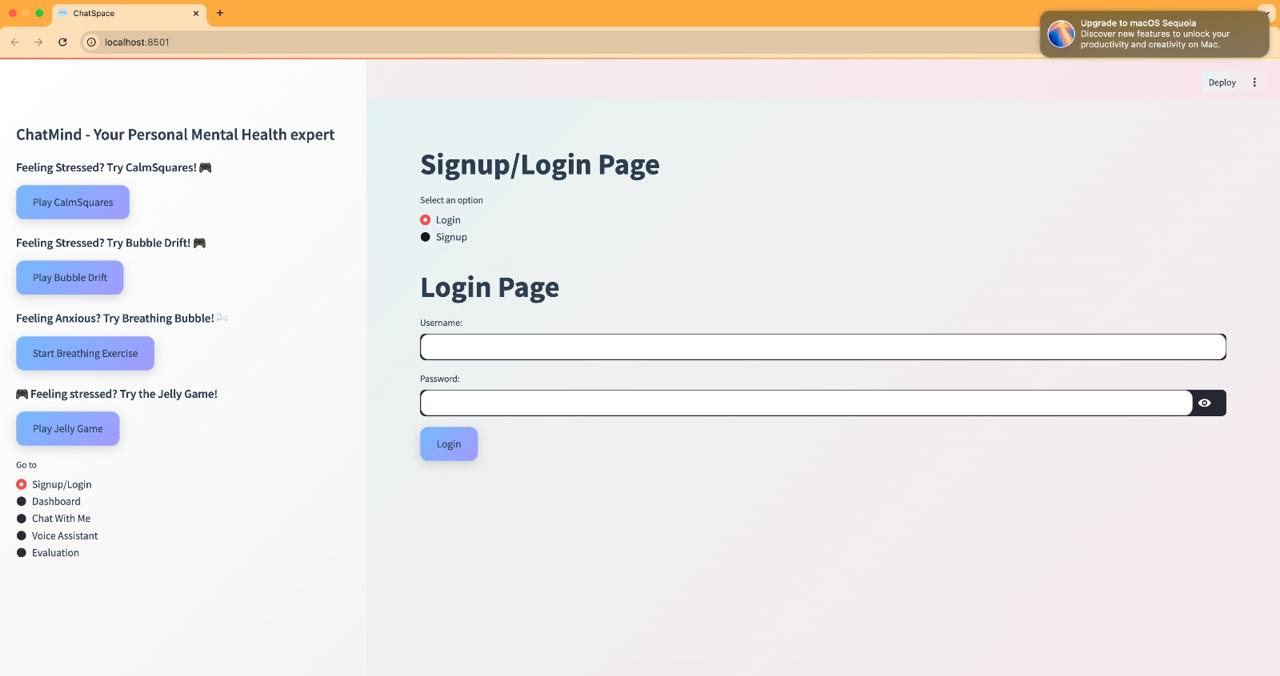 ChatSpace
localhost:8501
Upgrade to macOS Sequoia
Discover new features to unlock your
productivity and creativity on Mac.
Deploy
ChatMind - Your Personal Mental Health expert
Feeling Stressed? Try CalmSquares! 🎮
Play CalmSquares
Feeling Stressed? Try Bubble Drift! 🎮
Play Bubble Drift
Feeling Anxious? Try Breathing Bubble! 🌬️
Start Breathing Exercise
🎮 Feeling stressed? Try the Jelly Game!
Play Jelly Game
Go to
Signup/Login
Dashboard
Chat With Me
Voice Assistant
Evaluation
Signup/Login Page
Select an option
Login
Signup
Login Page
Username:
Password:
Login